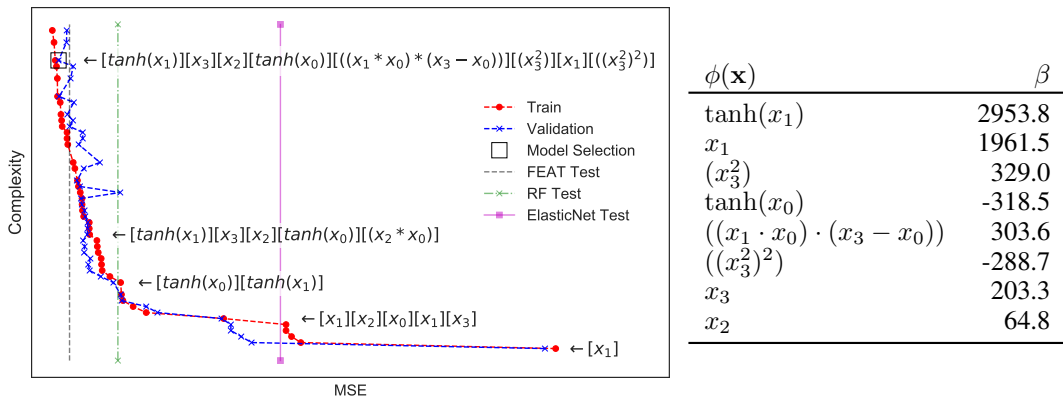 ←[tanh(x₁)][x₃][x₂][tanh(x₀)][((x₁*x₀)*(x₃−x₀))][(x₃²)][x₁][((x₃²)²)]
Train
Validation
Model Selection
FEAT Test
RF Test
ElasticNet Test
←[tanh(x₁)][x₃][x₂][tanh(x₀)][(x₂*x₀)]
←[tanh(x₀)][tanh(x₁)]
←[x₁][x₂][x₀][x₁][x₃]
←[x₁]
Complexity
MSE
ϕ(𝐱) β
tanh(x₁) 2953.8
x₁ 1961.5
(x₃²) 329.0
tanh(x₀) -318.5
((x₁ · x₀) · (x₃ − x₀)) 303.6
((x₃²)²) -288.7
x₃ 203.3
x₂ 64.8